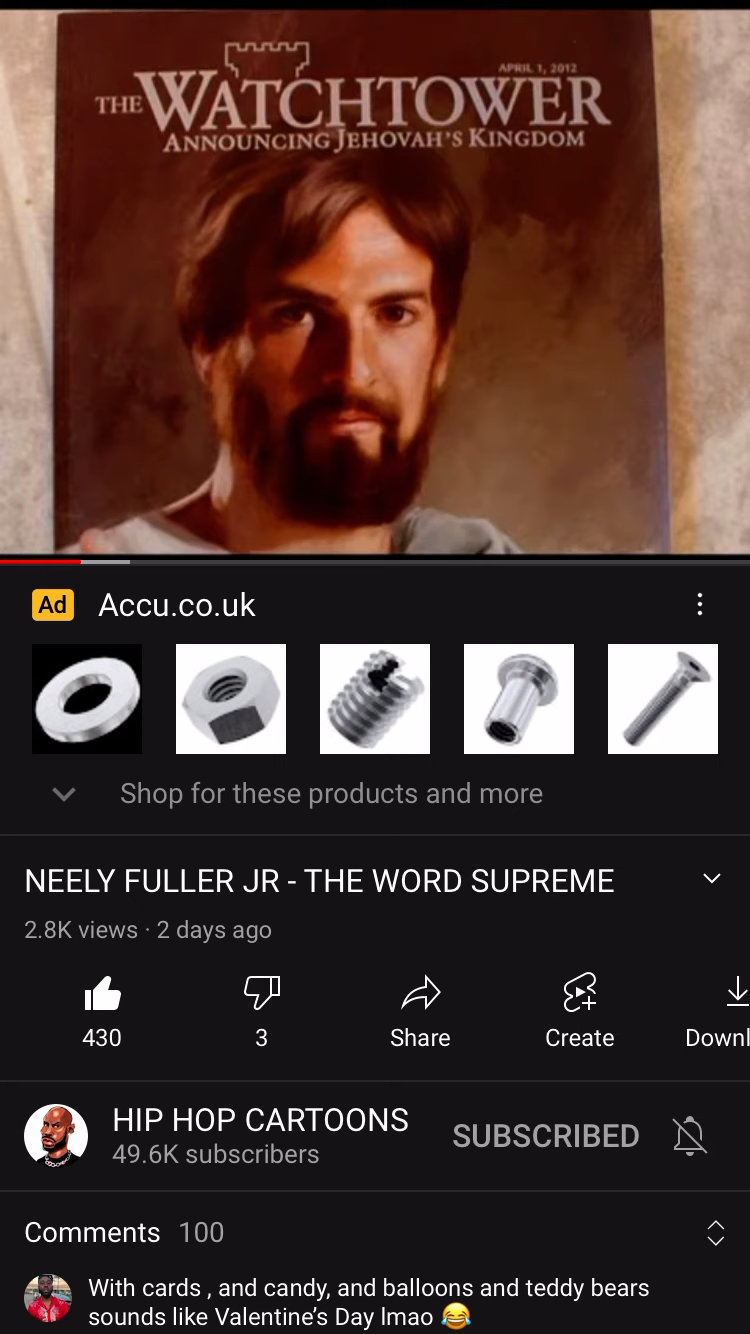 APRIL 1, 2012
THE WATCHTOWER
ANNOUNCING JEHOVAH'S KINGDOM
Ad Accu.co.uk
Shop for these products and more
NEELY FULLER JR - THE WORD SUPREME
2.8K views · 2 days ago
430 3 Share Create Downl
HIP HOP CARTOONS
SUBSCRIBED
49.6K subscribers
Comments 100
With cards , and candy, and balloons and teddy bears
sounds like Valentine’s Day lmao 😂